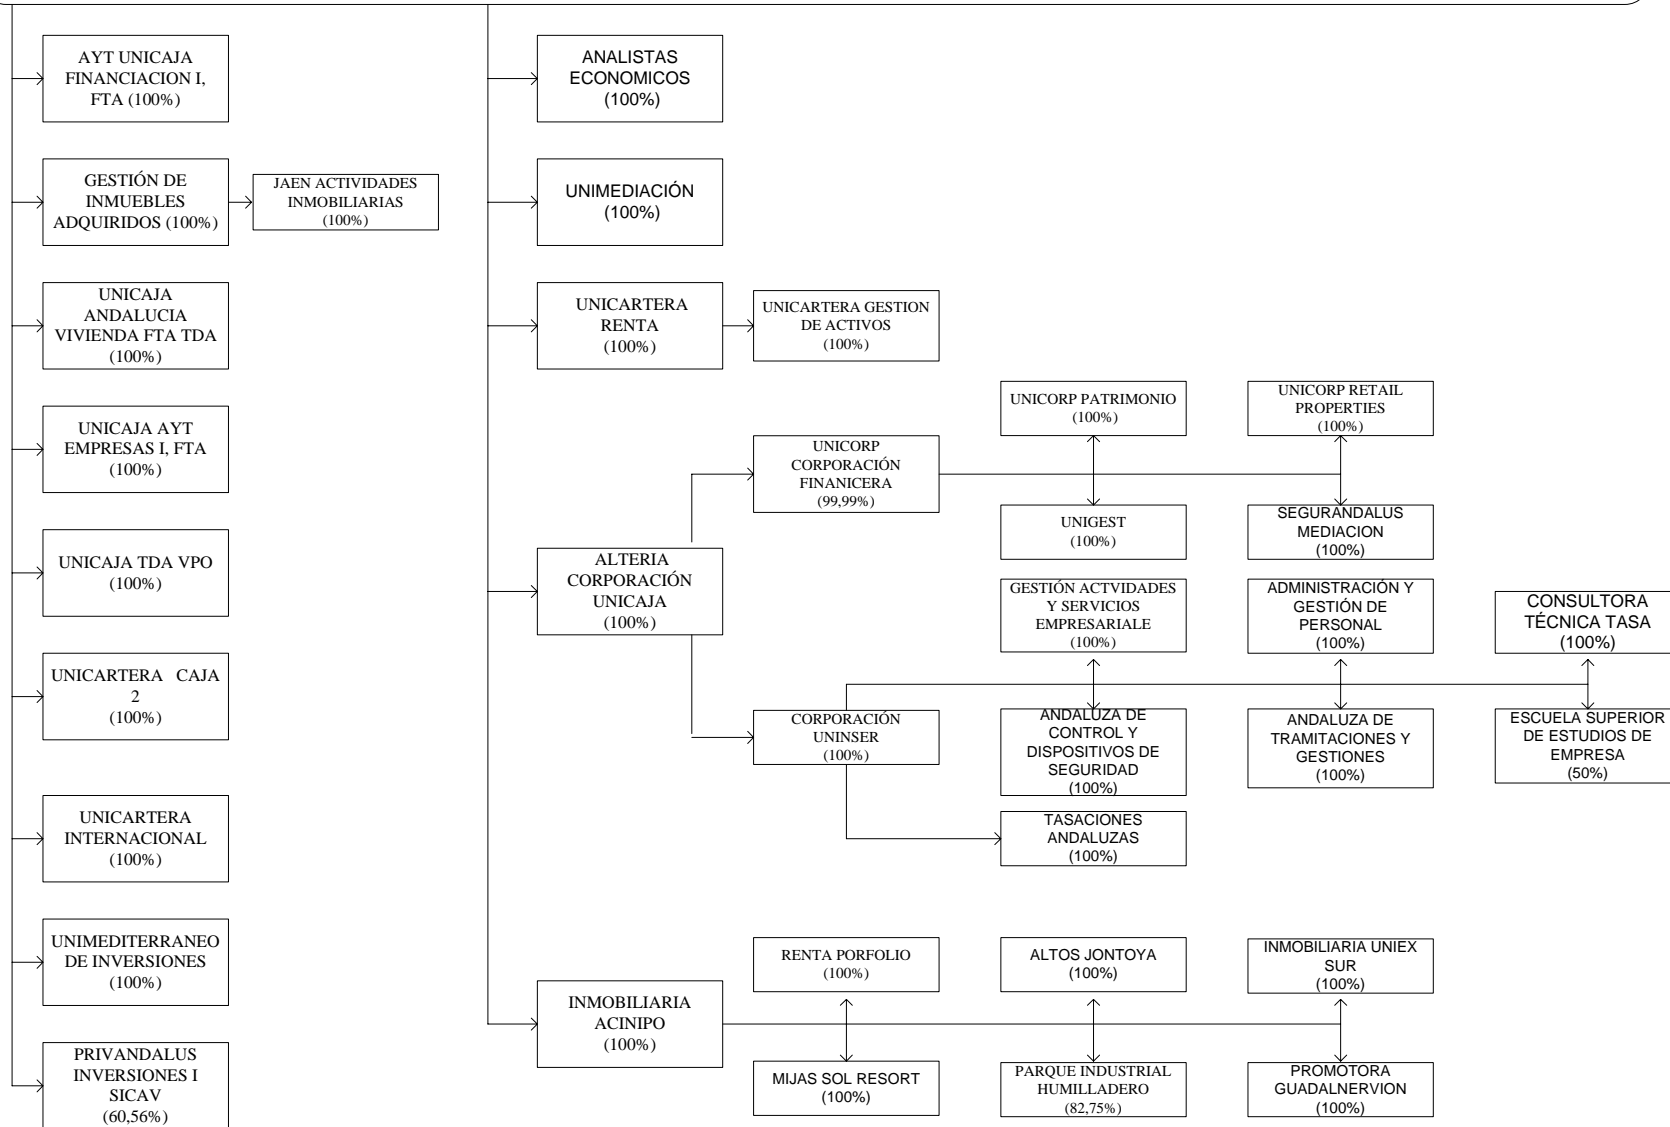 AYT UNICAJA
FINANCIACION I,
FTA (100%)
GESTIÓN DE
INMUEBLES
ADQUIRIDOS (100%)
JAEN ACTIVIDADES
INMOBILIARIAS
(100%)
UNICAJA
ANDALUCIA
VIVIENDA FTA TDA
(100%)
UNICAJA AYT
EMPRESAS I, FTA
(100%)
UNICAJA TDA VPO
(100%)
UNICARTERA CAJA
2
(100%)
UNICARTERA
INTERNACIONAL
(100%)
UNIMEDITERRANEO
DE INVERSIONES
(100%)
PRIVANDALUS
INVERSIONES I
SICAV
(60,56%)
ANALISTAS
ECONOMICOS
(100%)
UNIMEDIACIÓN
(100%)
UNICARTERA
RENTA
(100%)
UNICARTERA GESTION
DE ACTIVOS
(100%)
ALTERIA
CORPORACIÓN
UNICAJA
(100%)
UNICORP
CORPORACIÓN
FINANICERA
(99,99%)
UNICORP PATRIMONIO
(100%)
UNICORP RETAIL
PROPERTIES
(100%)
UNIGEST
(100%)
SEGURANDALUS
MEDIACION
(100%)
CORPORACIÓN
UNINSER
(100%)
GESTIÓN ACTVIDADES
Y SERVICIOS
EMPRESARIALE
(100%)
ADMINISTRACIÓN Y
GESTIÓN DE
PERSONAL
(100%)
CONSULTORA
TÉCNICA TASA
(100%)
ANDALUZA DE
CONTROL Y
DISPOSITIVOS DE
SEGURIDAD
(100%)
ANDALUZA DE
TRAMITACIONES Y
GESTIONES
(100%)
ESCUELA SUPERIOR
DE ESTUDIOS DE
EMPRESA
(50%)
TASACIONES
ANDALUZAS
(100%)
INMOBILIARIA
ACINIPO
(100%)
RENTA PORFOLIO
(100%)
ALTOS JONTOYA
(100%)
INMOBILIARIA UNIEX
SUR
(100%)
MIJAS SOL RESORT
(100%)
PARQUE INDUSTRIAL
HUMILLADERO
(82,75%)
PROMOTORA
GUADALNERVION
(100%)